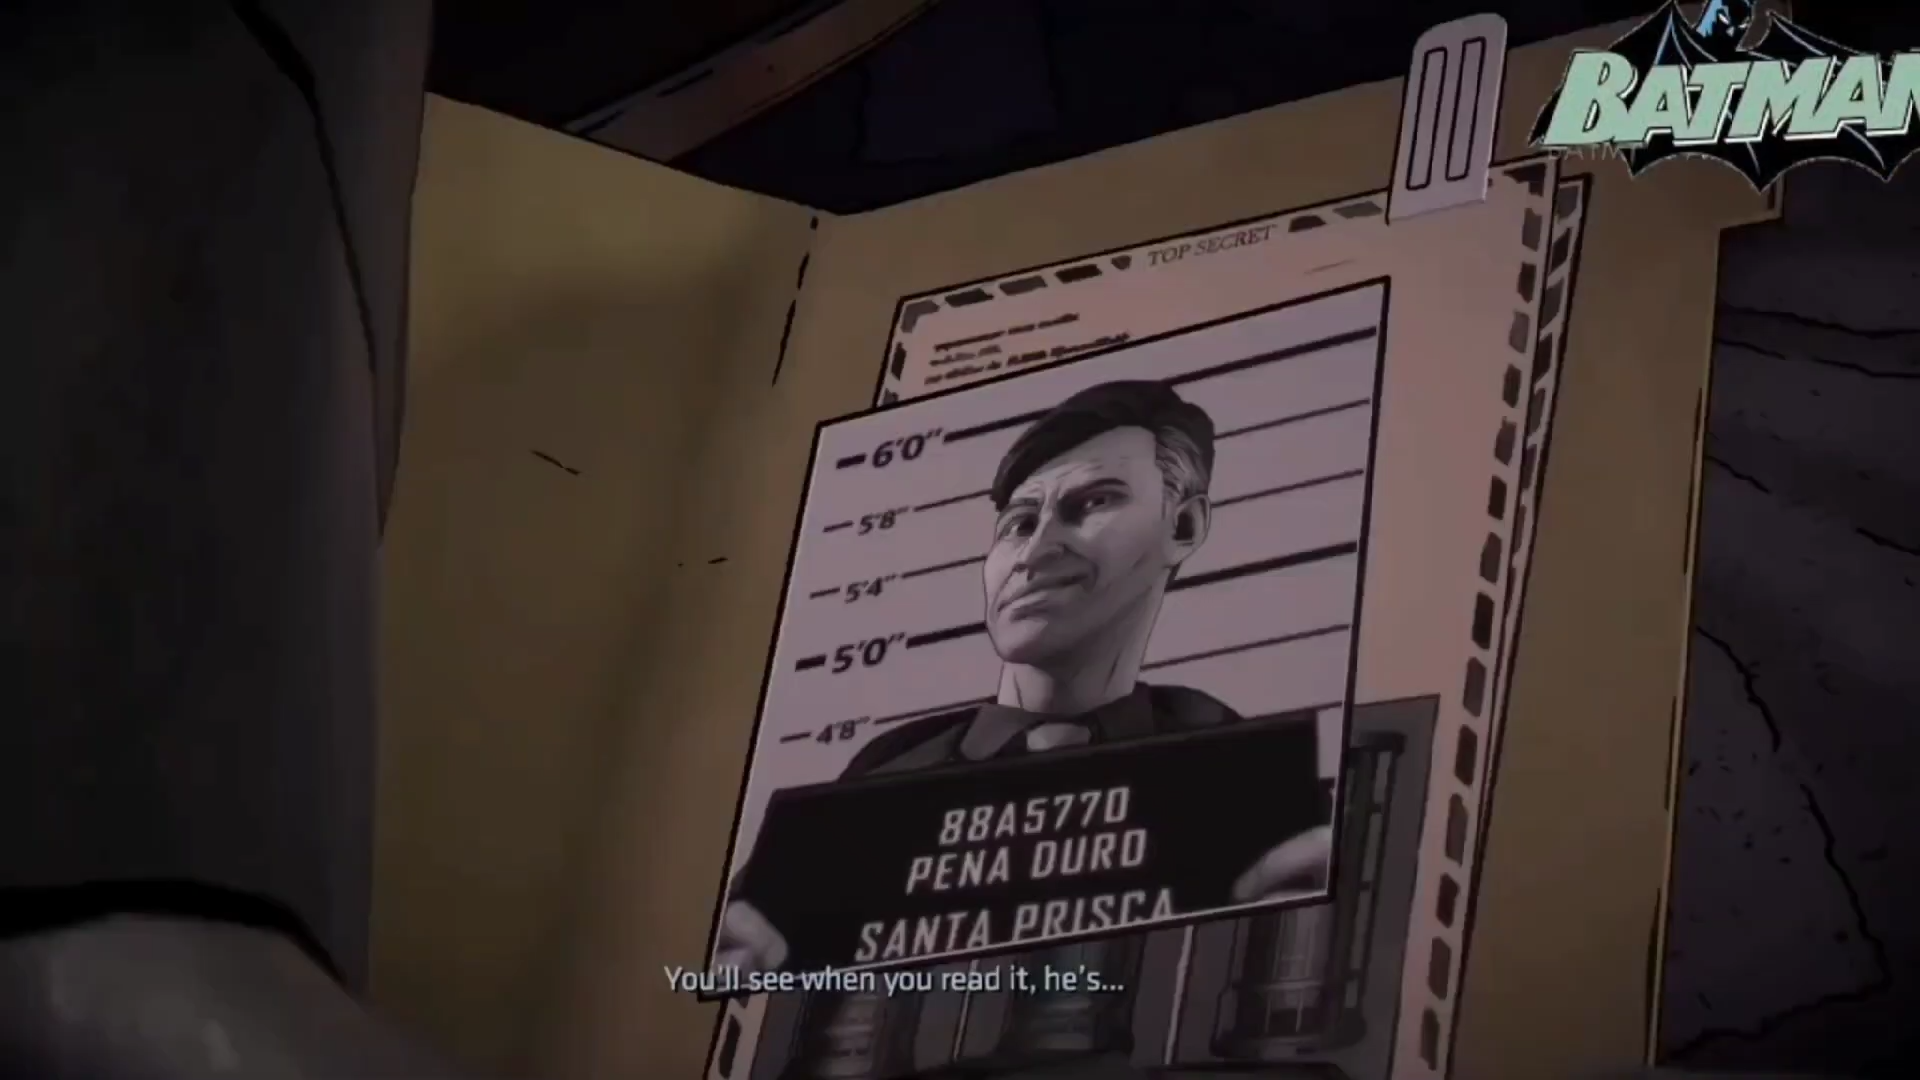 BATMAN
TOP SECRET
6'0"
5'8"
5'4"
5'0"
4'8"
88A5770
PENA DURO
SANTA PRISCA
You'll see when you read it, he's...